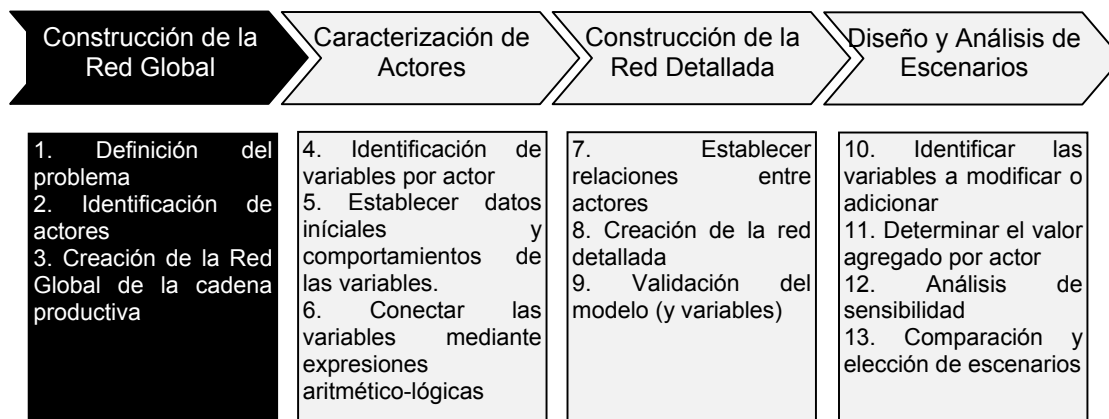 Construcción de la
Red Global
Caracterización de
Actores
Construcción de la
Red Detallada
Diseño y Análisis de
Escenarios
1. Definición del
problema
2. Identificación de
actores
3. Creación de la Red
Global de la cadena
productiva
4. Identificación de
variables por actor
5. Establecer datos
iníciales y
comportamientos de
las variables.
6. Conectar las
variables mediante
expresiones
aritmético-lógicas
7. Establecer
relaciones entre
actores
8. Creación de la red
detallada
9. Validación del
modelo (y variables)
10. Identificar las
variables a modificar o
adicionar
11. Determinar el valor
agregado por actor
12. Análisis de
sensibilidad
13. Comparación y
elección de escenarios